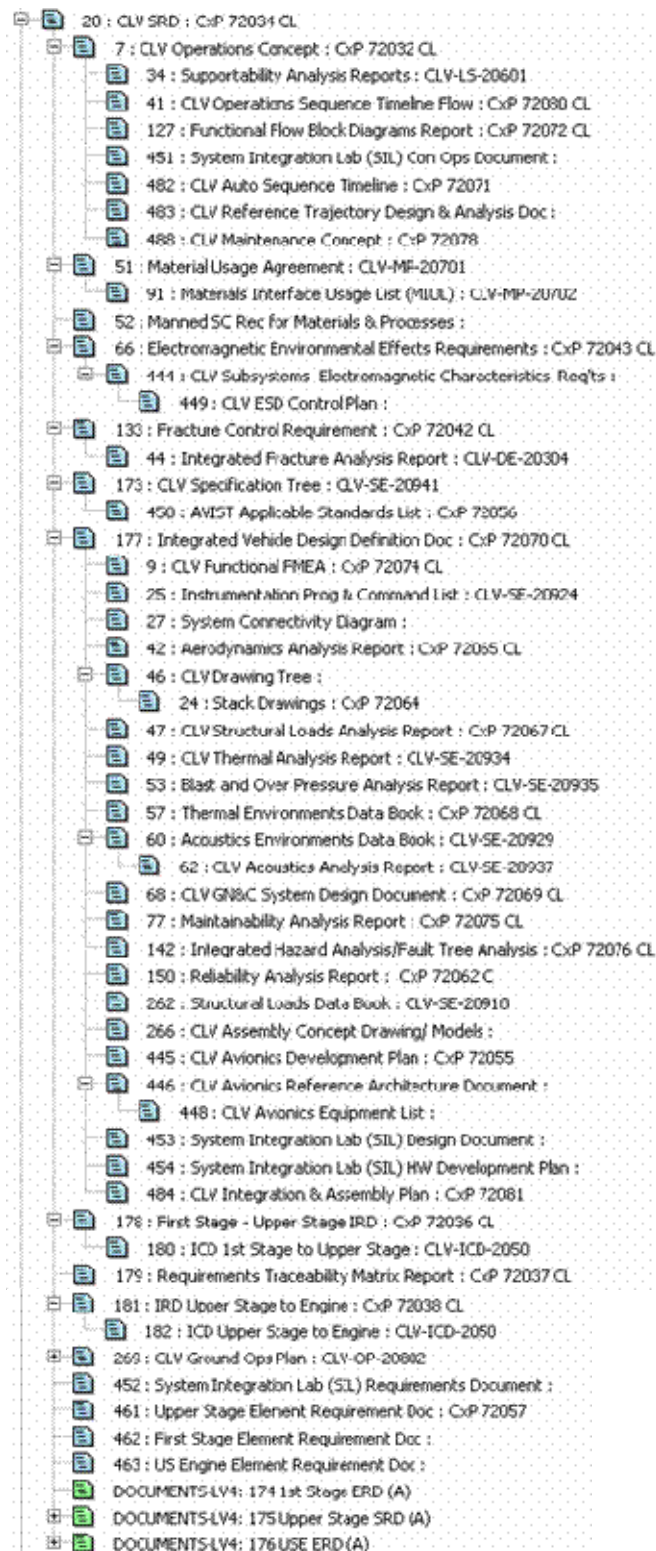 20 : CLV SRD : CxP 72034 CL
7 : CLV Operations Concept : CxP 72032 CL
34 : Supportability Analysis Reports : CLV-LS-20601
41 : CLV Operations Sequence Timeline Flow : CxP 72080 CL
127 : Functional Flow Block Diagrams Report : CxP 72072 CL
451 : System Integration Lab (SIL) Con Ops Document :
482 : CLV Auto Sequence Timeline : CxP 72071
483 : CLV Reference Trajectory Design & Analysis Doc :
488 : CLV Maintenance Concept : CxP 72078
51 : Material Usage Agreement : CLV-MP-20701
91 : Materials Interface Usage List (MIUL) : CLV-MP-20702
52 : Manned SC Rec for Materials & Processes :
66 : Electromagnetic Environmental Effects Requirements : CxP 72043 CL
444 : CLV Subsystems Electromagnetic Characteristics Req'ts :
449 : CLV ESD Control Plan :
133 : Fracture Control Requirement : CxP 72042 CL
44 : Integrated Fracture Analysis Report : CLV-DE-20304
173 : CLV Specification Tree : CLV-SE-20941
450 : AVIST Applicable Standards List : CxP 72056
177 : Integrated Vehicle Design Definition Doc : CxP 72070 CL
9 : CLV Functional FMEA : CxP 72074 CL
25 : Instrumentation Prog & Command List : CLV-SE-20924
27 : System Connectivity Diagram :
42 : Aerodynamics Analysis Report : CxP 72065 CL
46 : CLV Drawing Tree :
24 : Stack Drawings : CxP 72064
47 : CLV Structural Loads Analysis Report : CxP 72067 CL
49 : CLV Thermal Analysis Report : CLV-SE-20934
53 : Blast and Over Pressure Analysis Report : CLV-SE-20935
57 : Thermal Environments Data Book : CxP 72068 CL
60 : Acoustics Environments Data Book : CLV-SE-20929
62 : CLV Acoustics Analysis Report : CLV-SE-20937
68 : CLV GN&C System Design Document : CxP 72069 CL
77 : Maintainability Analysis Report : CxP 72075 CL
142 : Integrated Hazard Analysis/Fault Tree Analysis : CxP 72076 CL
150 : Reliability Analysis Report : CxP 72062 C
262 : Structural Loads Data Book : CLV-SE-20910
266 : CLV Assembly Concept Drawing/ Models :
445 : CLV Avionics Development Plan : CxP 72055
446 : CLV Avionics Reference Architecture Document :
448 : CLV Avionics Equipment List :
453 : System Integration Lab (SIL) Design Document :
454 : System Integration Lab (SIL) HW Development Plan :
484 : CLV Integration & Assembly Plan : CxP 72081
178 : First Stage - Upper Stage IRD : CxP 72036 CL
180 : ICD 1st Stage to Upper Stage : CLV-ICD-2050
179 : Requirements Traceability Matrix Report : CxP 72037 CL
181 : IRD Upper Stage to Engine : CxP 72038 CL
182 : ICD Upper Stage to Engine : CLV-ICD-2050
269 : CLV Ground Ops Plan : CLV-OP-20802
452 : System Integration Lab (SIL) Requirements Document :
461 : Upper Stage Element Requirement Doc : CxP 72057
462 : First Stage Element Requirement Doc :
463 : US Engine Element Requirement Doc :
DOCUMENTS-LV4: 174 1st Stage ERD (A)
DOCUMENTS-LV4: 175 Upper Stage SRD (A)
DOCUMENTS-LV4: 176 USE ERD (A)